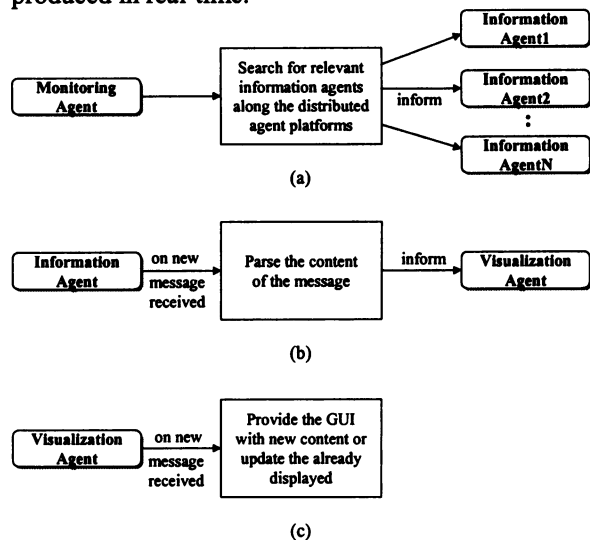 produced in real time.
Monitoring
Agent
Search for relevant
information agents
along the distributed
agent platforms
inform
Information
Agent1
Information
Agent2
⋮
Information
AgentN
(a)
Information
Agent
on new
message
received
Parse the content
of the message
inform
Visualization
Agent
(b)
Visualization
Agent
on new
message
received
Provide the GUI
with new content or
update the already
displayed
(c)